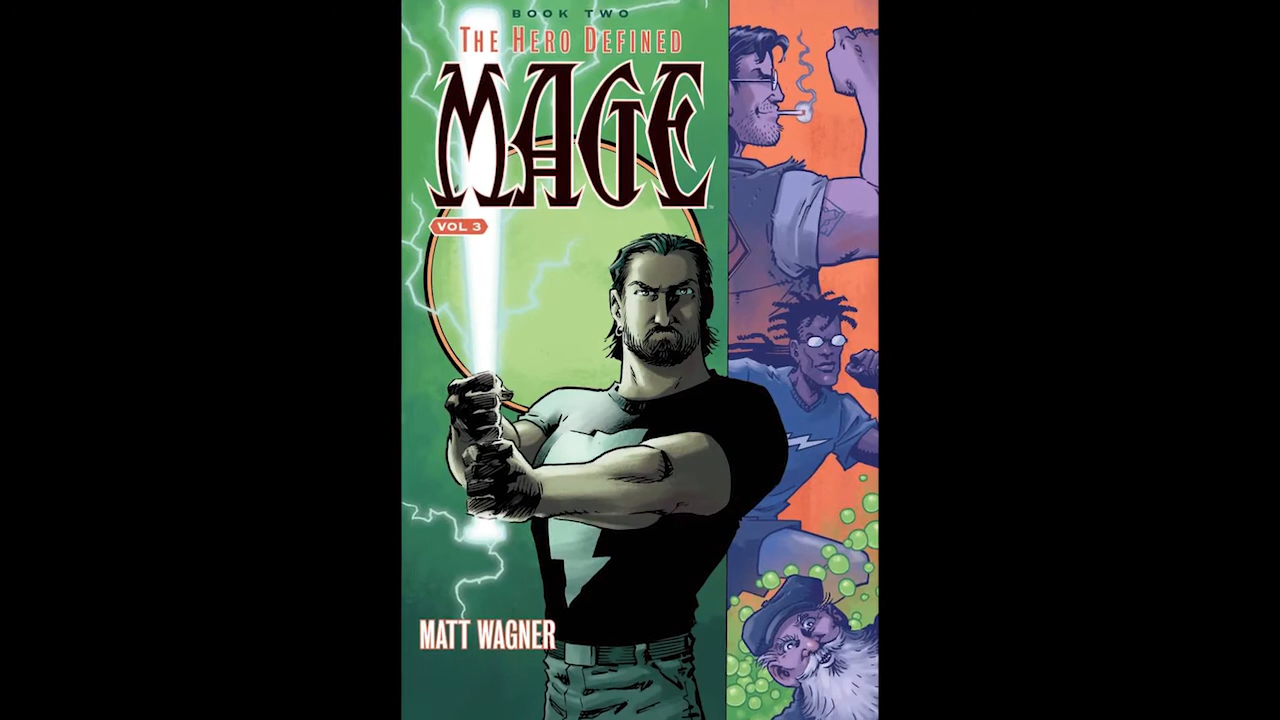 BOOK TWO
THE HERO DEFINED
MAGE
VOL 3
MATT WAGNER